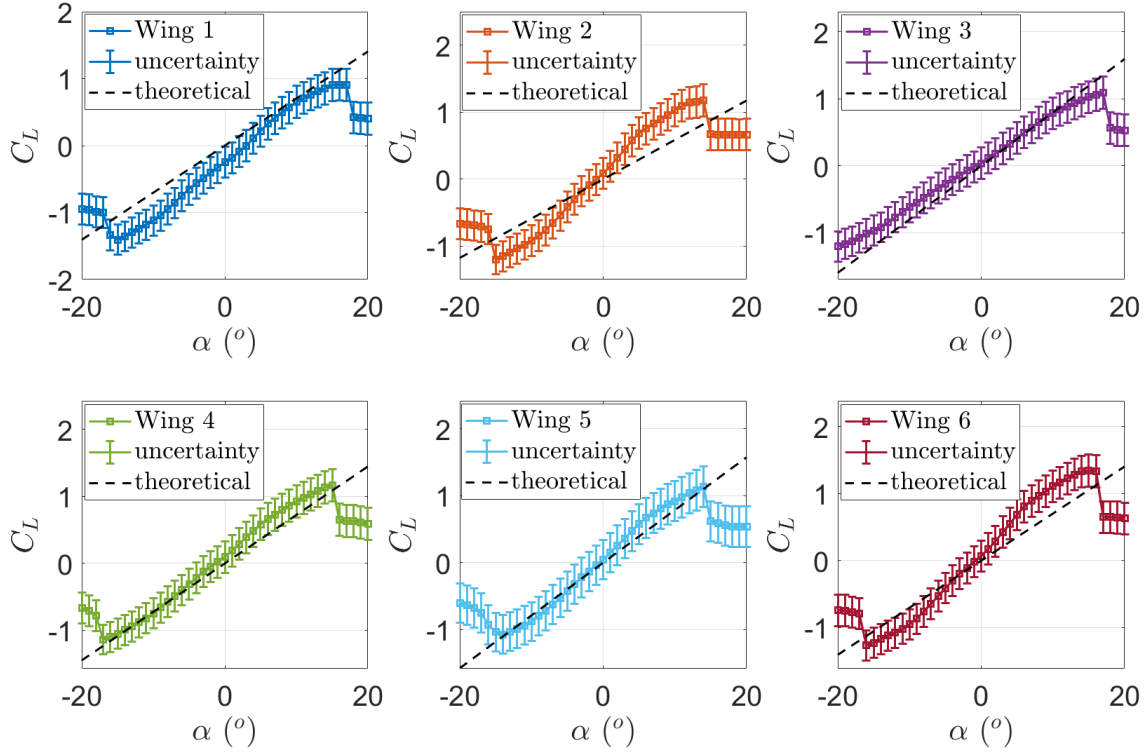 2
1
0
-1
-2
C_L
Wing 1
uncertainty
theoretical
-20
0
20
α (°)
2
1
0
-1
C_L
Wing 2
uncertainty
theoretical
-20
0
20
α (°)
2
1
0
-1
C_L
Wing 3
uncertainty
theoretical
-20
0
20
α (°)
2
1
0
-1
C_L
Wing 4
uncertainty
theoretical
-20
0
20
α (°)
2
1
0
-1
C_L
Wing 5
uncertainty
theoretical
-20
0
20
α (°)
2
1
0
-1
C_L
Wing 6
uncertainty
theoretical
-20
0
20
α (°)